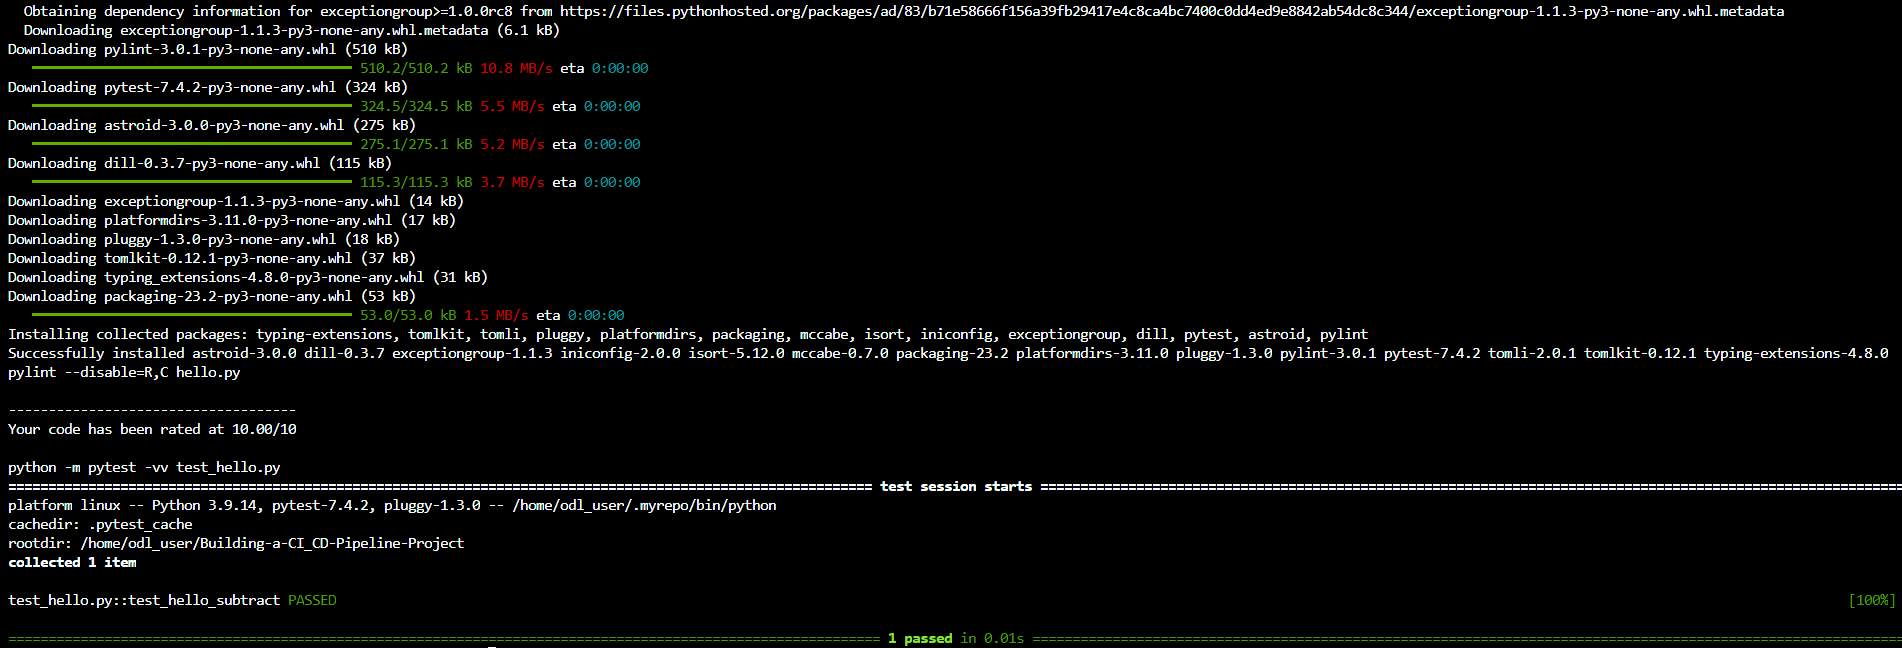 Obtaining dependency information for exceptiongroup>=1.0.0rc8 from https://files.pythonhosted.org/packages/ad/83/b71e58666f156a39fb29417e4c8ca4bc7400c0dd4ed9e8842ab54dc8c344/exceptiongroup-1.1.3-py3-none-any.whl.metadata
Downloading exceptiongroup-1.1.3-py3-none-any.whl.metadata (6.1 kB)
Downloading pylint-3.0.1-py3-none-any.whl (510 kB)
510.2/510.2 kB 10.8 MB/s eta 0:00:00
Downloading pytest-7.4.2-py3-none-any.whl (324 kB)
324.5/324.5 kB 5.5 MB/s eta 0:00:00
Downloading astroid-3.0.0-py3-none-any.whl (275 kB)
275.1/275.1 kB 5.2 MB/s eta 0:00:00
Downloading dill-0.3.7-py3-none-any.whl (115 kB)
115.3/115.3 kB 3.7 MB/s eta 0:00:00
Downloading exceptiongroup-1.1.3-py3-none-any.whl (14 kB)
Downloading platformdirs-3.11.0-py3-none-any.whl (17 kB)
Downloading pluggy-1.3.0-py3-none-any.whl (18 kB)
Downloading tomlkit-0.12.1-py3-none-any.whl (37 kB)
Downloading typing_extensions-4.8.0-py3-none-any.whl (31 kB)
Downloading packaging-23.2-py3-none-any.whl (53 kB)
53.0/53.0 kB 1.5 MB/s eta 0:00:00
Installing collected packages: typing-extensions, tomlkit, tomli, pluggy, platformdirs, packaging, mccabe, isort, iniconfig, exceptiongroup, dill, pytest, astroid, pylint
Successfully installed astroid-3.0.0 dill-0.3.7 exceptiongroup-1.1.3 iniconfig-2.0.0 isort-5.12.0 mccabe-0.7.0 packaging-23.2 platformdirs-3.11.0 pluggy-1.3.0 pylint-3.0.1 pytest-7.4.2 tomli-2.0.1 tomlkit-0.12.1 typing-extensions-4.8.0
pylint --disable=R,C hello.py
------------------------------------
Your code has been rated at 10.00/10
python -m pytest -vv test_hello.py
============================================================================================================ test session starts ============================================================================================================
platform linux -- Python 3.9.14, pytest-7.4.2, pluggy-1.3.0 -- /home/odl_user/.myrepo/bin/python
cachedir: .pytest_cache
rootdir: /home/odl_user/Building-a-CI_CD-Pipeline-Project
collected 1 item
test_hello.py::test_hello_subtract PASSED [100%]
============================================================================================================= 1 passed in 0.01s =============================================================================================================